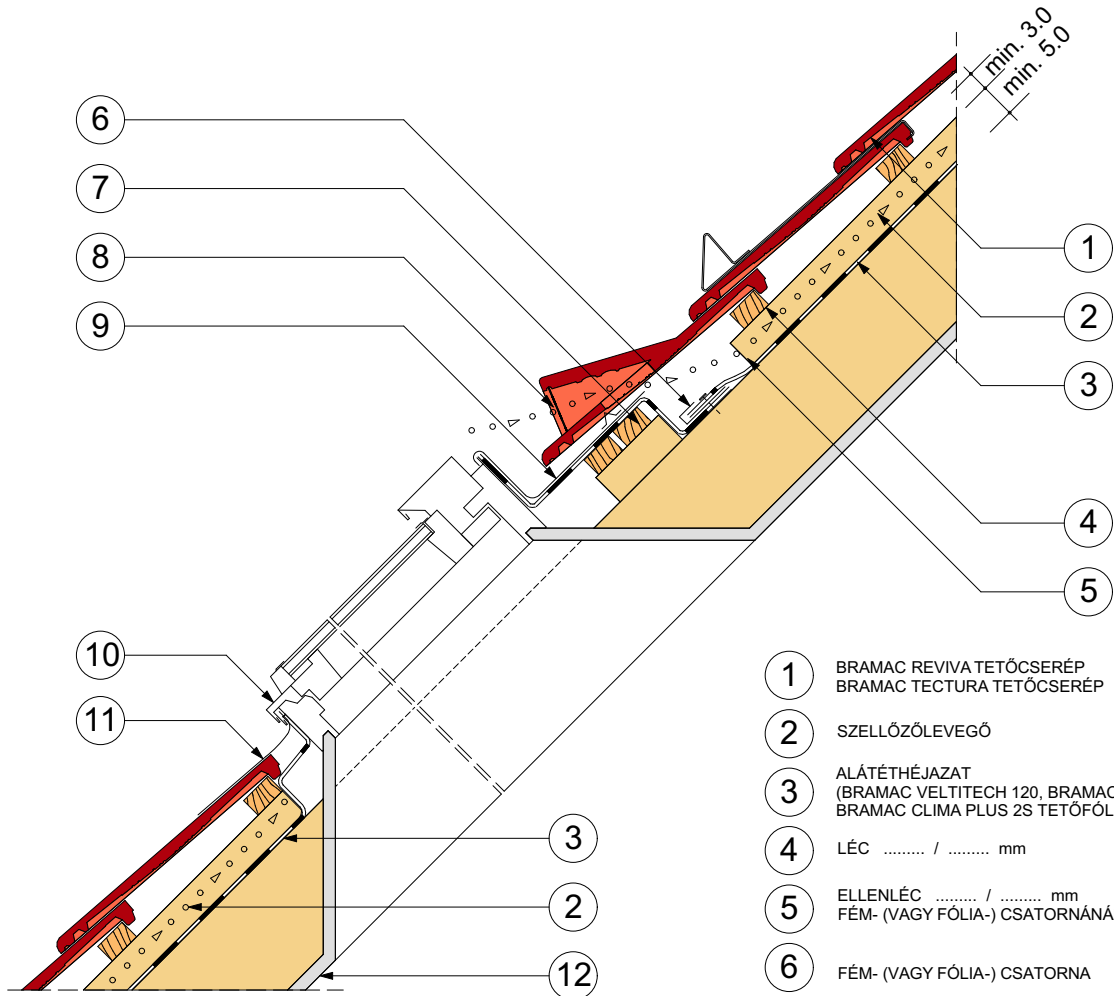 min. 3.0
min. 5.0
6
7
8
9
10
11
1
2
3
4
5
3
2
12
1 BRAMAC REVIVA TETŐCSERÉP
BRAMAC TECTURA TETŐCSERÉP
2 SZELLŐZŐLEVEGŐ
3 ALÁTÉTHÉJAZAT
(BRAMAC VELTITECH 120, BRAMAC
BRAMAC CLIMA PLUS 2S TETŐFÓL
4 LÉC ......... / ......... mm
5 ELLENLÉC ......... / ......... mm
FÉM- (VAGY FÓLIA-) CSATORNÁNÁ
6 FÉM- (VAGY FÓLIA-) CSATORNA